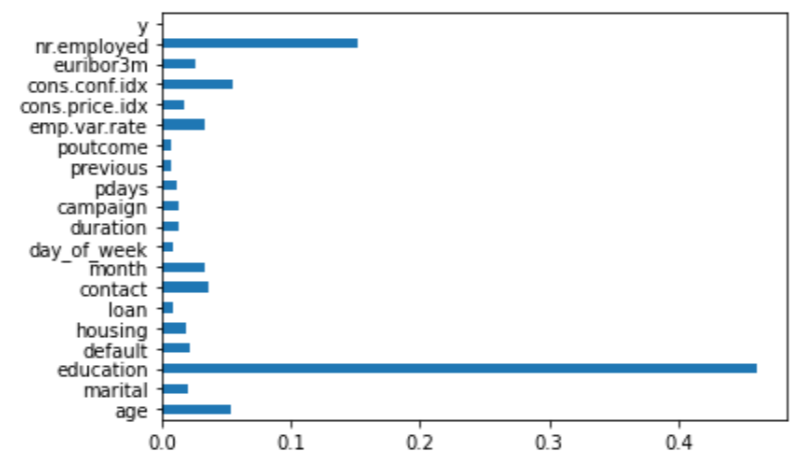 y
nr.employed
euribor3m
cons.conf.idx
cons.price.idx
emp.var.rate
poutcome
previous
pdays
campaign
duration
day_of_week
month
contact
loan
housing
default
education
marital
age
0.0 0.1 0.2 0.3 0.4